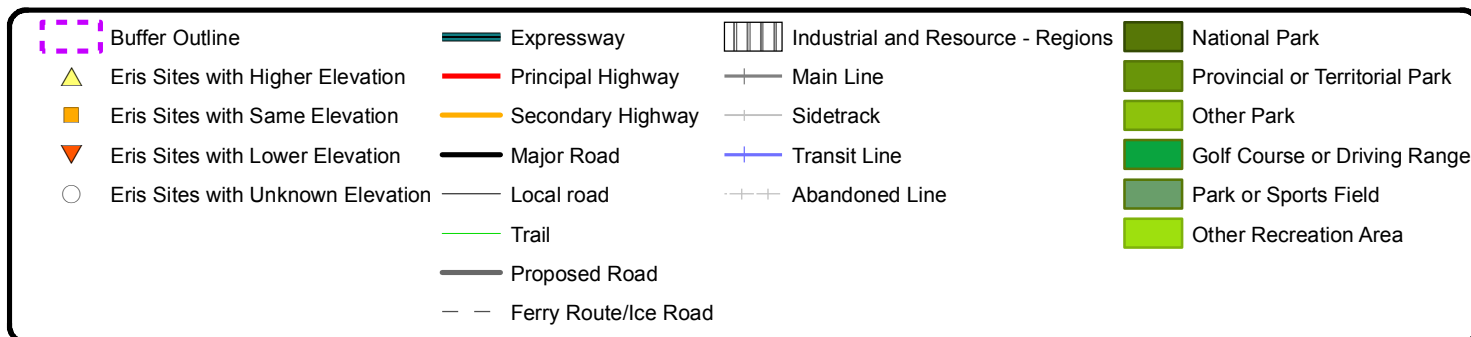 Buffer Outline
Eris Sites with Higher Elevation
Eris Sites with Same Elevation
Eris Sites with Lower Elevation
Eris Sites with Unknown Elevation
Expressway
Principal Highway
Secondary Highway
Major Road
Local road
Trail
Proposed Road
Ferry Route/Ice Road
Industrial and Resource - Regions
Main Line
Sidetrack
Transit Line
Abandoned Line
National Park
Provincial or Territorial Park
Other Park
Golf Course or Driving Range
Park or Sports Field
Other Recreation Area